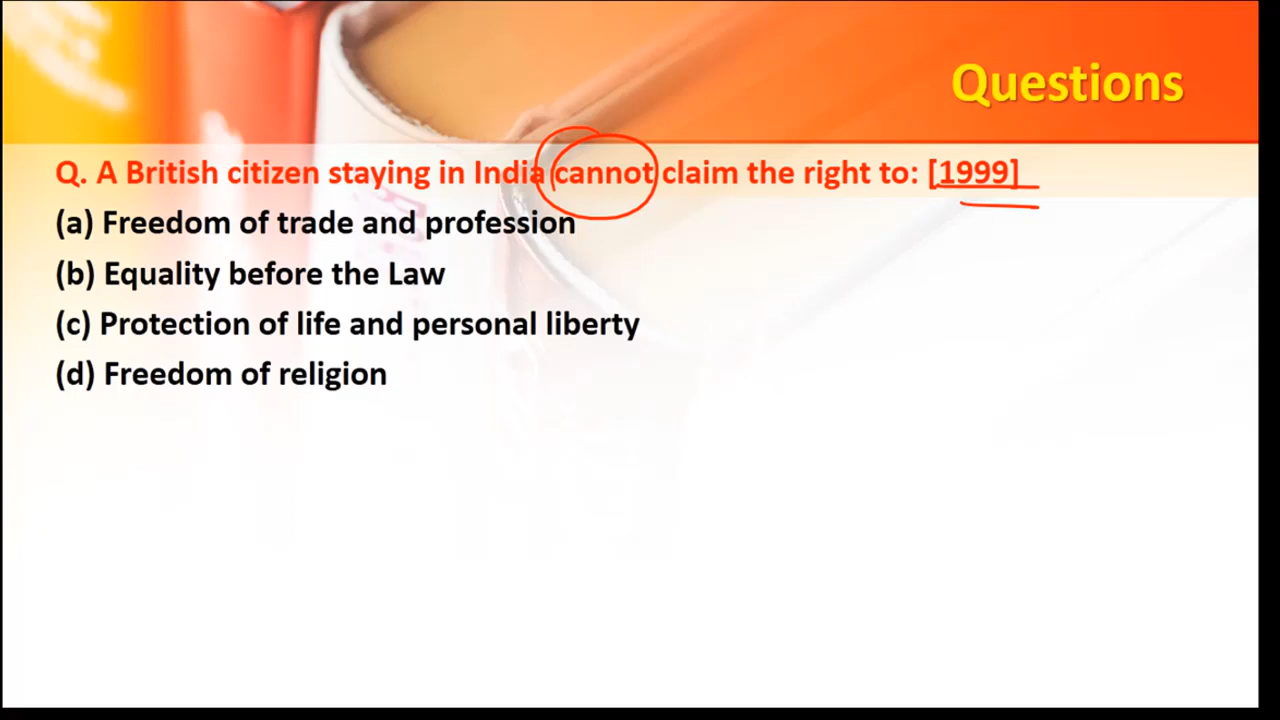 Questions
Q. A British citizen staying in India cannot claim the right to: [1999]
(a) Freedom of trade and profession
(b) Equality before the Law
(c) Protection of life and personal liberty
(d) Freedom of religion